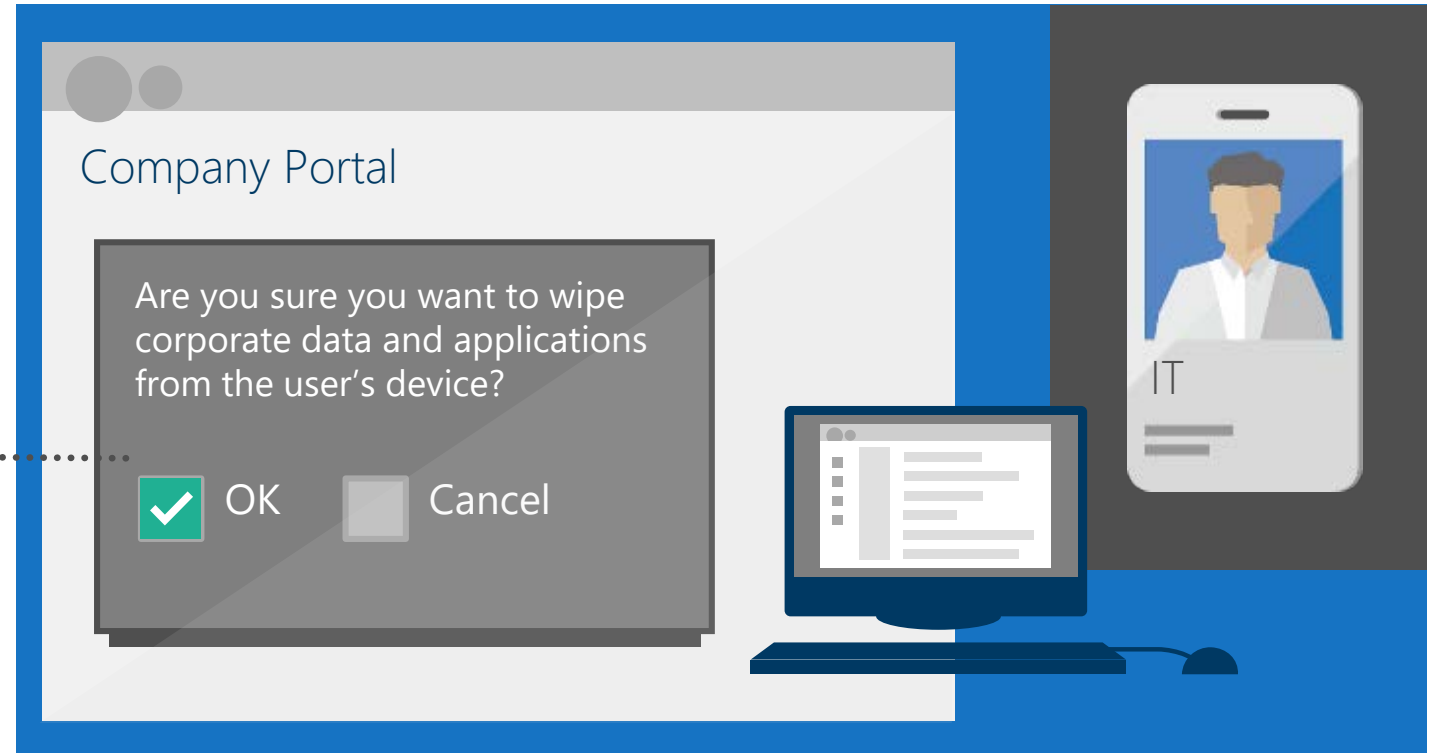 Company Portal
Are you sure you want to wipe
corporate data and applications
from the user’s device?
OK Cancel
IT